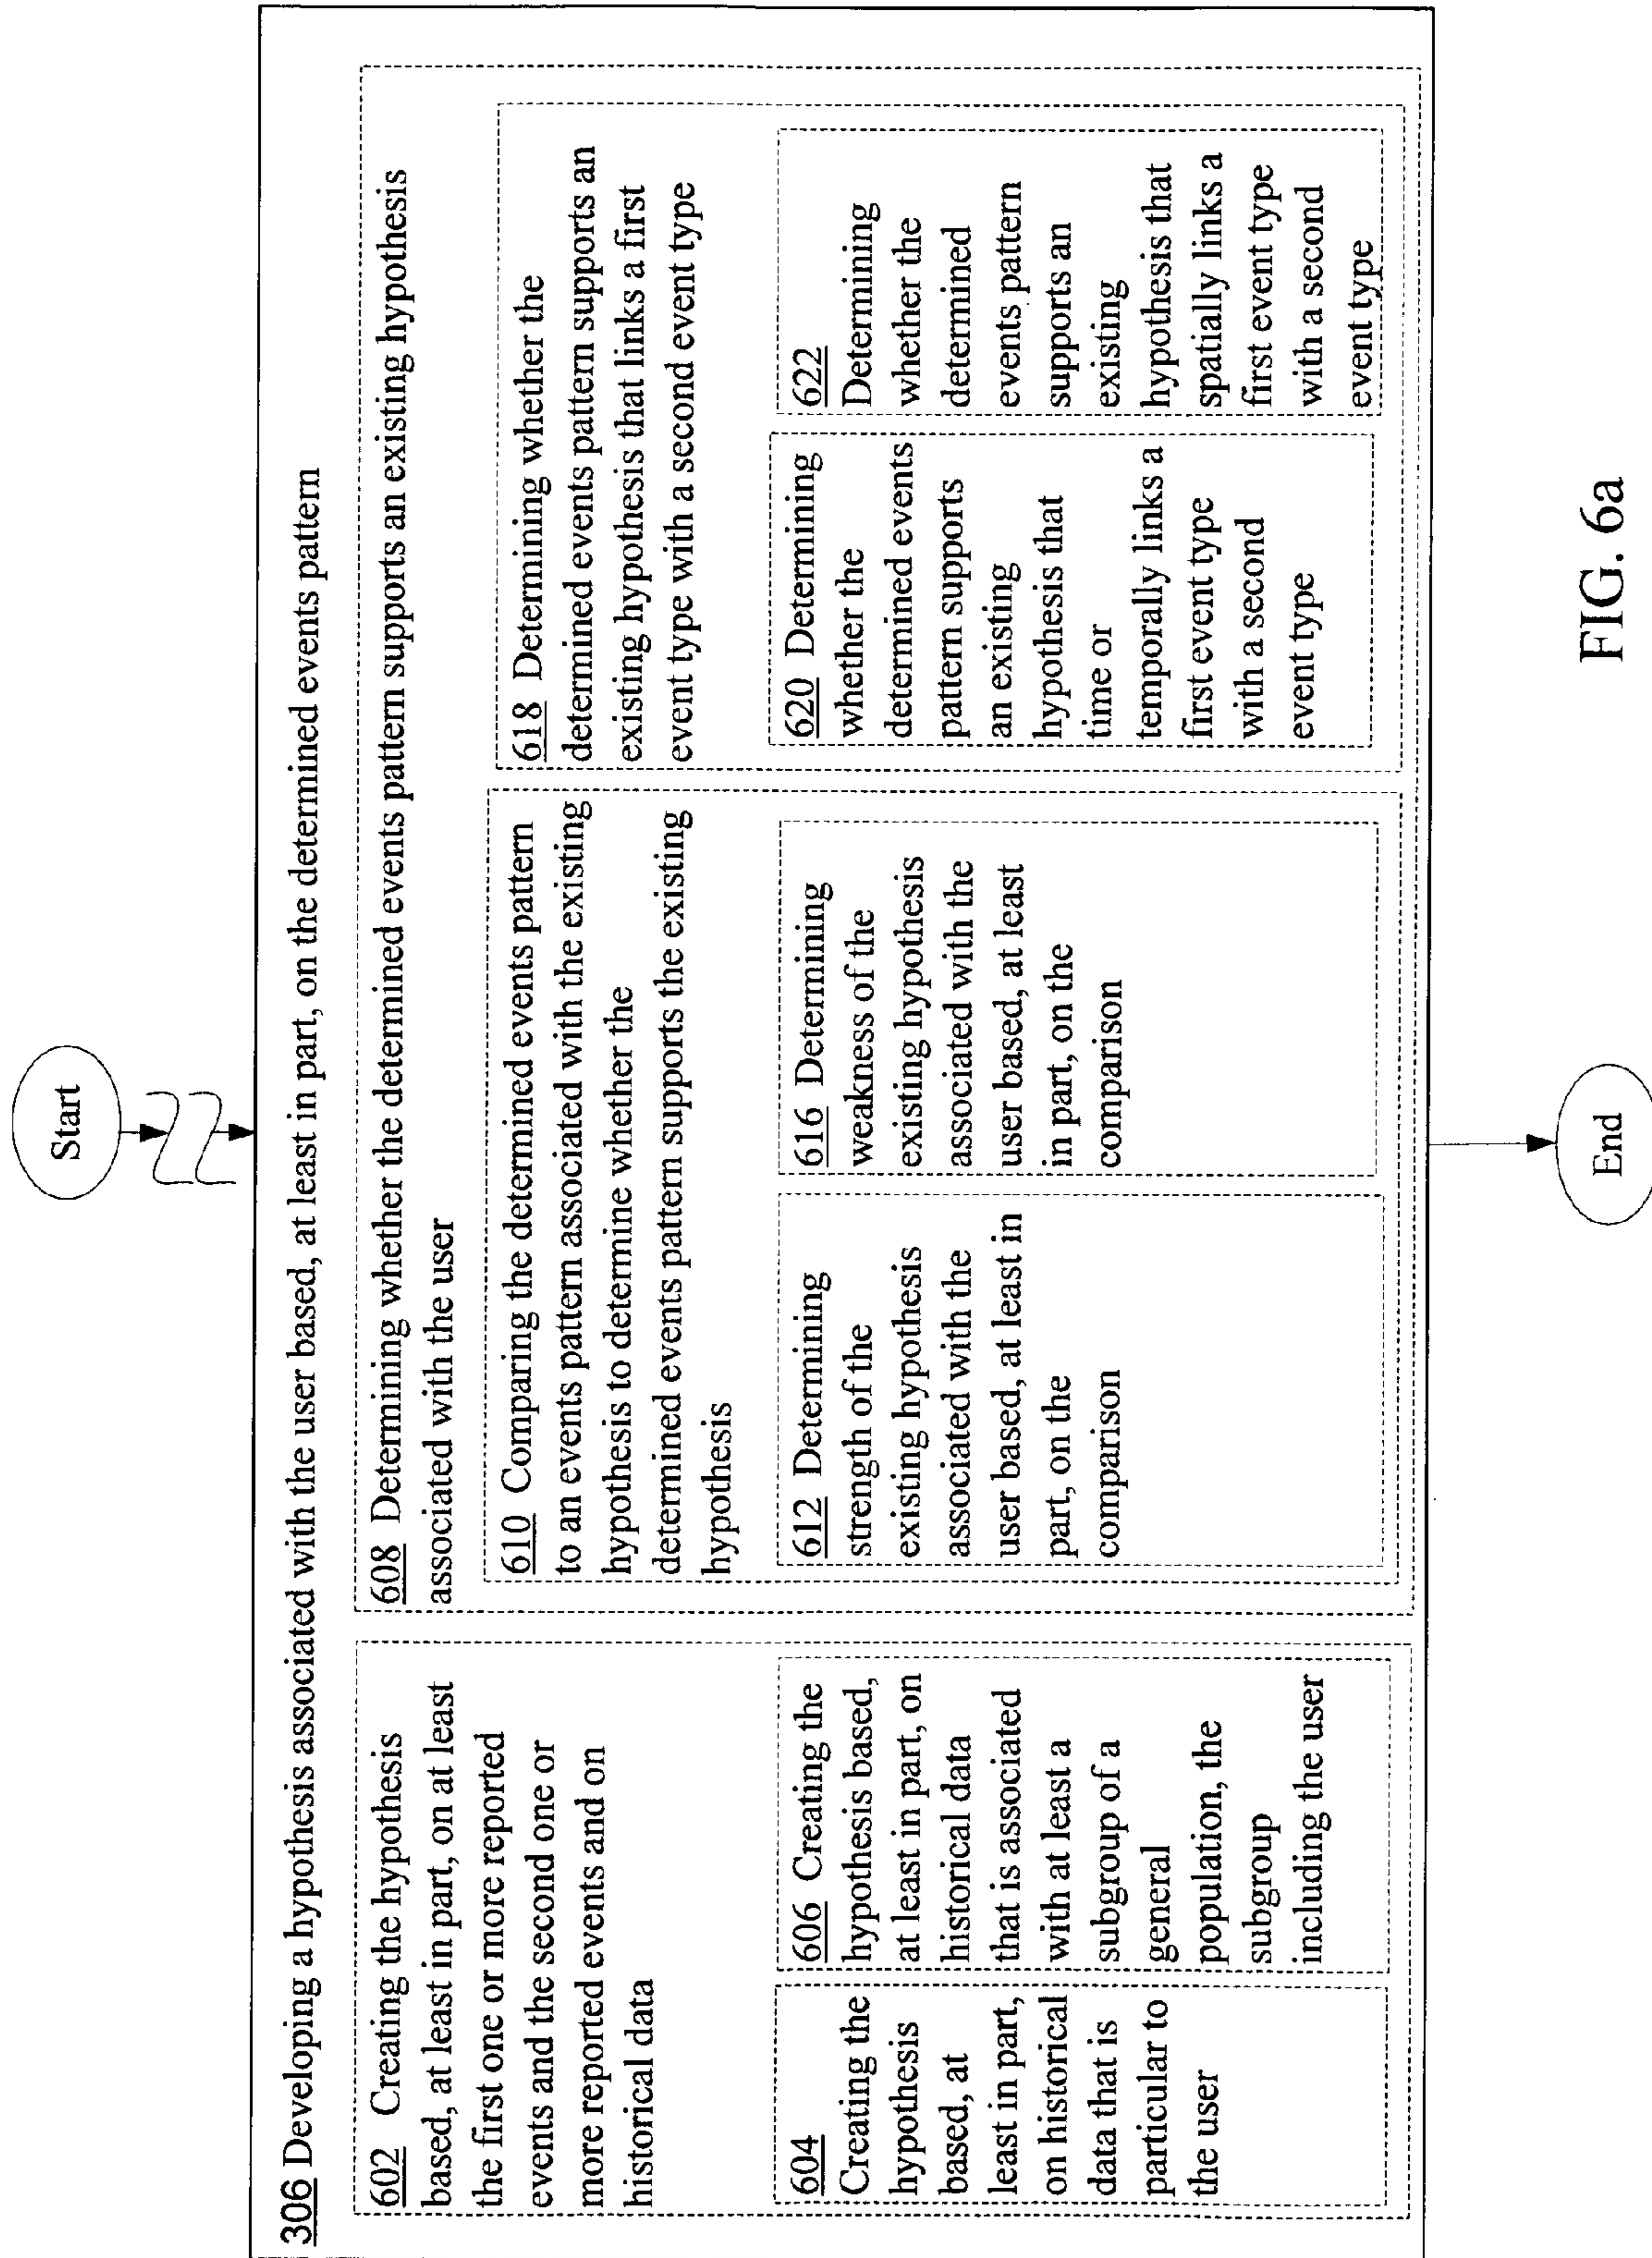 Start
306 Developing a hypothesis associated with the user based, at least in part, on the determined events pattern
602 Creating the hypothesis
based, at least in part, on at least
the first one or more reported
events and the second one or
more reported events and on
historical data
604
Creating the
hypothesis
based, at
least in part,
on historical
data that is
particular to
the user
606 Creating the
hypothesis based,
at least in part, on
historical data
that is associated
with at least a
subgroup of a
general
population, the
subgroup
including the user
608 Determining whether the determined events pattern supports an existing hypothesis
associated with the user
610 Comparing the determined events pattern
to an events pattern associated with the existing
hypothesis to determine whether the
determined events pattern supports the existing
hypothesis
612 Determining
strength of the
existing hypothesis
associated with the
user based, at least in
part, on the
comparison
616 Determining
weakness of the
existing hypothesis
associated with the
user based, at least
in part, on the
comparison
618 Determining whether the
determined events pattern supports an
existing hypothesis that links a first
event type with a second event type
620 Determining
whether the
determined events
pattern supports
an existing
hypothesis that
time or
temporally links a
first event type
with a second
event type
622
Determining
whether the
determined
events pattern
supports an
existing
hypothesis that
spatially links a
first event type
with a second
event type
End
FIG. 6a